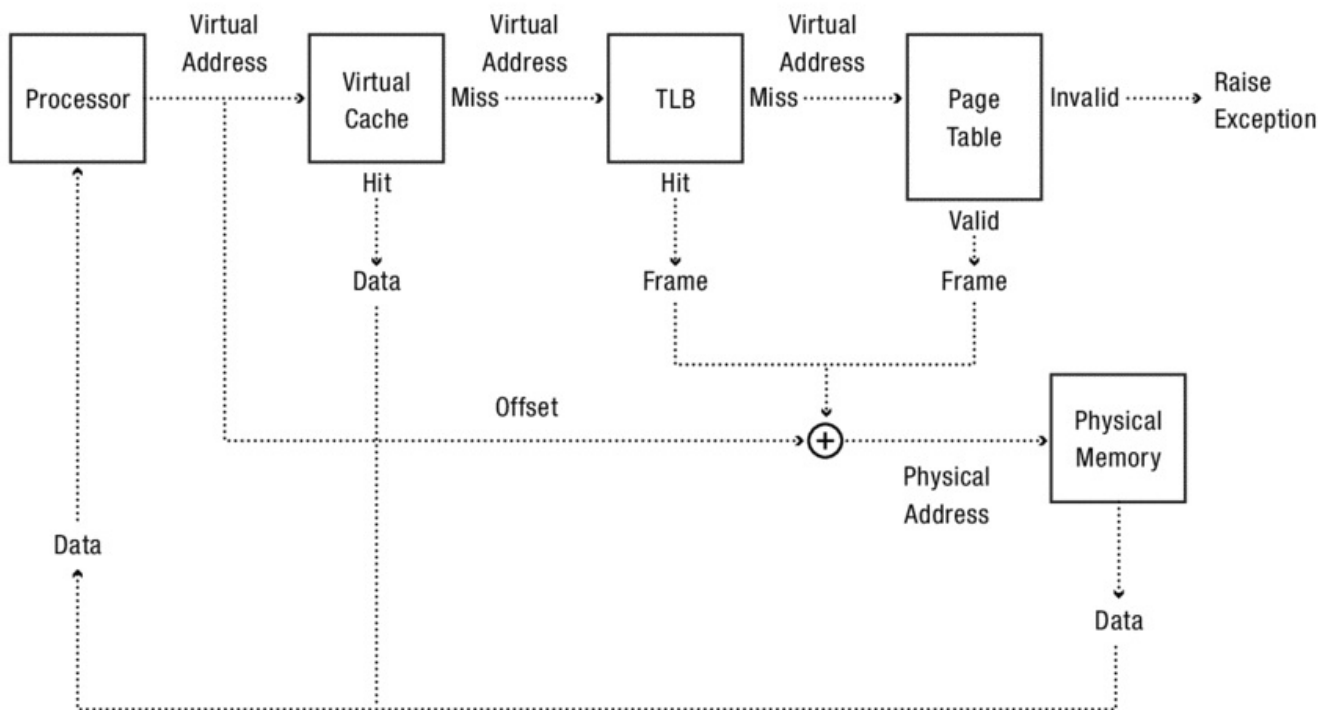 Processor
Virtual
Address
Virtual
Cache
Miss
Virtual
Address
TLB
Miss
Virtual
Address
Page
Table
Invalid
Raise
Exception
Hit
Hit
Valid
Data
Frame
Frame
Offset
Physical
Memory
Physical
Address
Data
Data